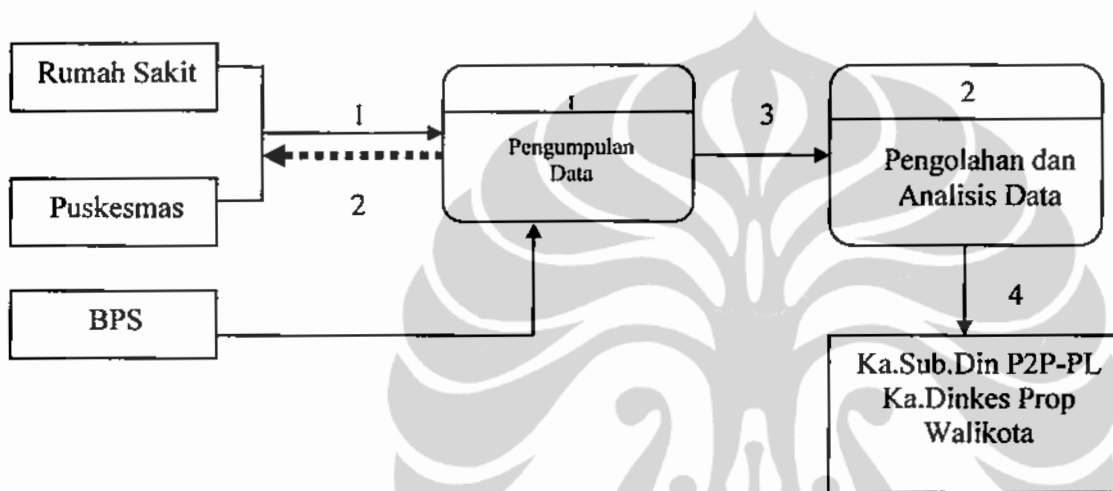 Rumah Sakit
Puskesmas
BPS
1
2
1
Pengumpulan
Data
3
2
Pengolahan dan
Analisis Data
4
Ka.Sub.Din P2P-PL
Ka.Dinkes Prop
Walikota